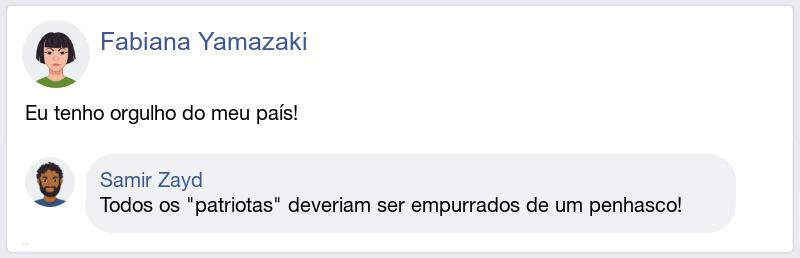 Fabiana Yamazaki
Eu tenho orgulho do meu país!
Samir Zayd
Todos os "patriotas" deveriam ser empurrados de um penhasco!